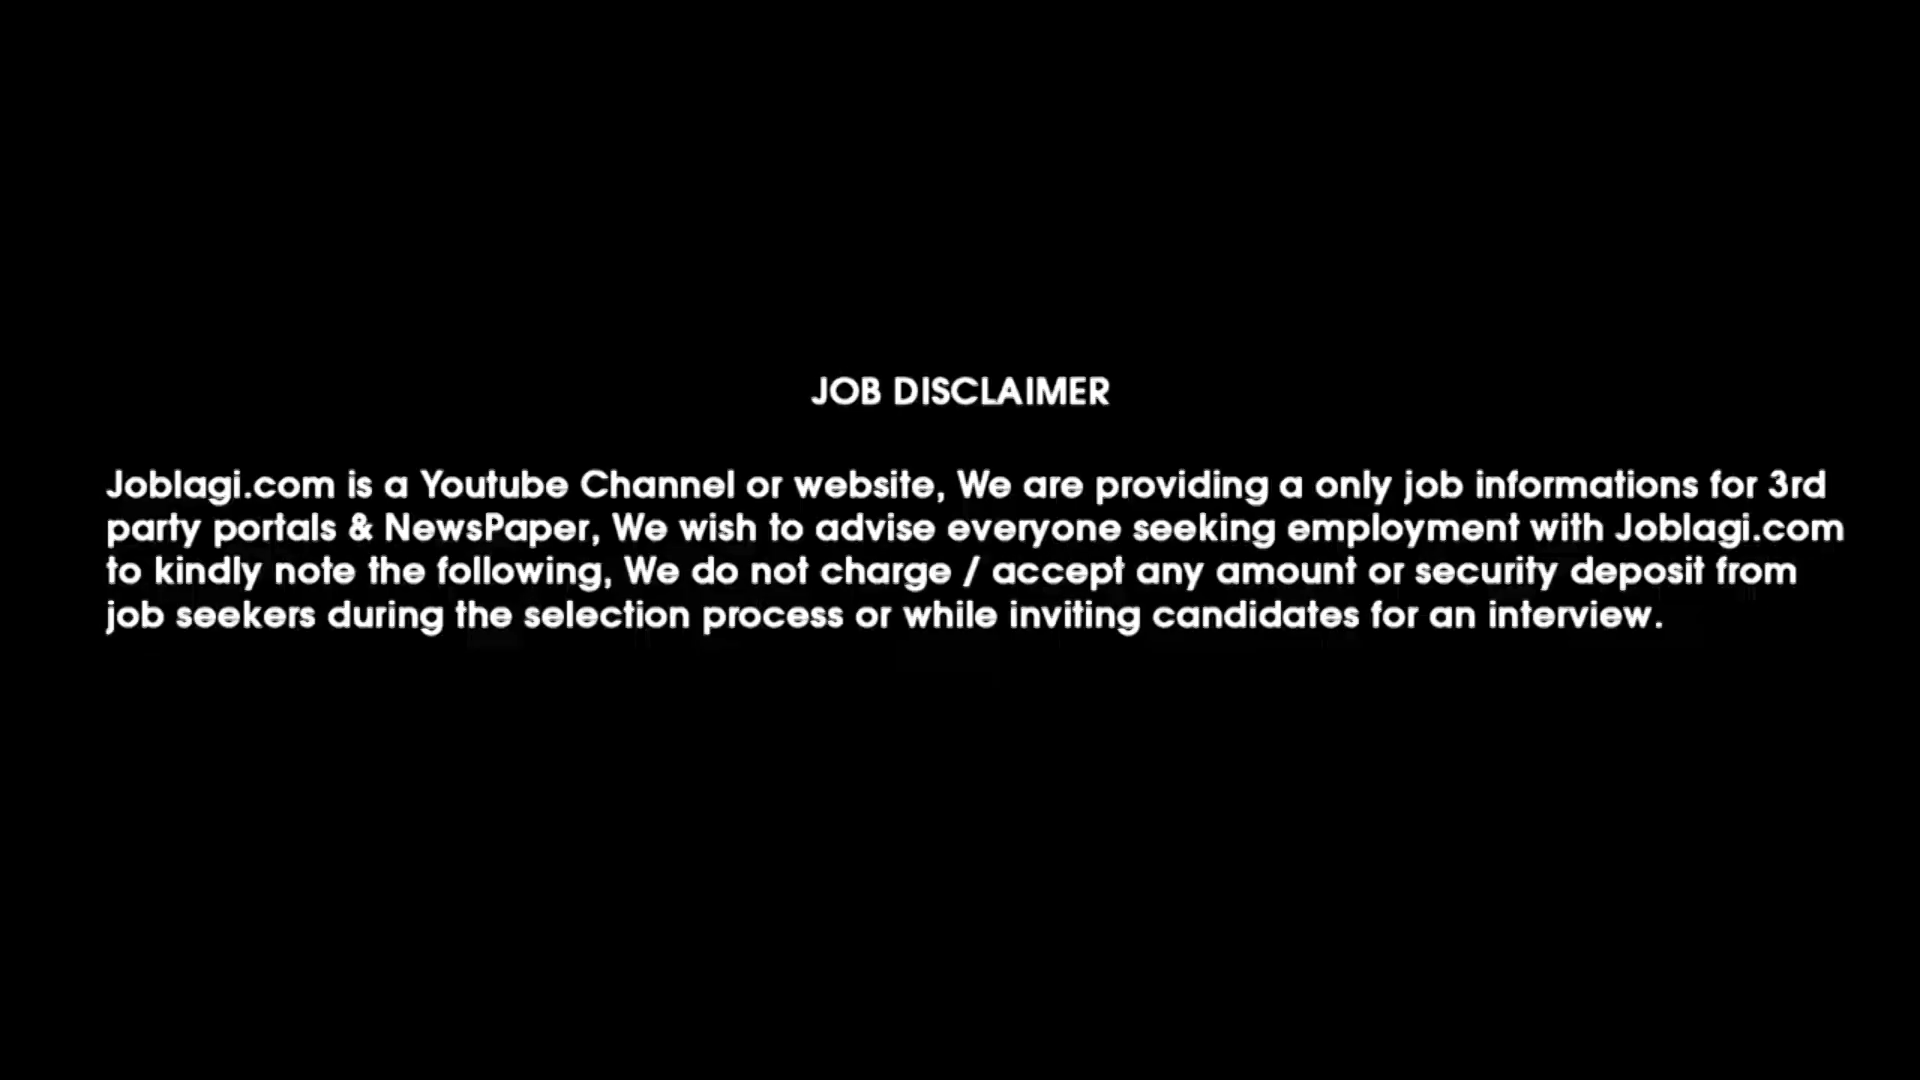 JOB DISCLAIMER
Joblagi.com is a Youtube Channel or website, We are providing a only job informations for 3rd
party portals & NewsPaper, We wish to advise everyone seeking employment with Joblagi.com
to kindly note the following, We do not charge / accept any amount or security deposit from
job seekers during the selection process or while inviting candidates for an interview.